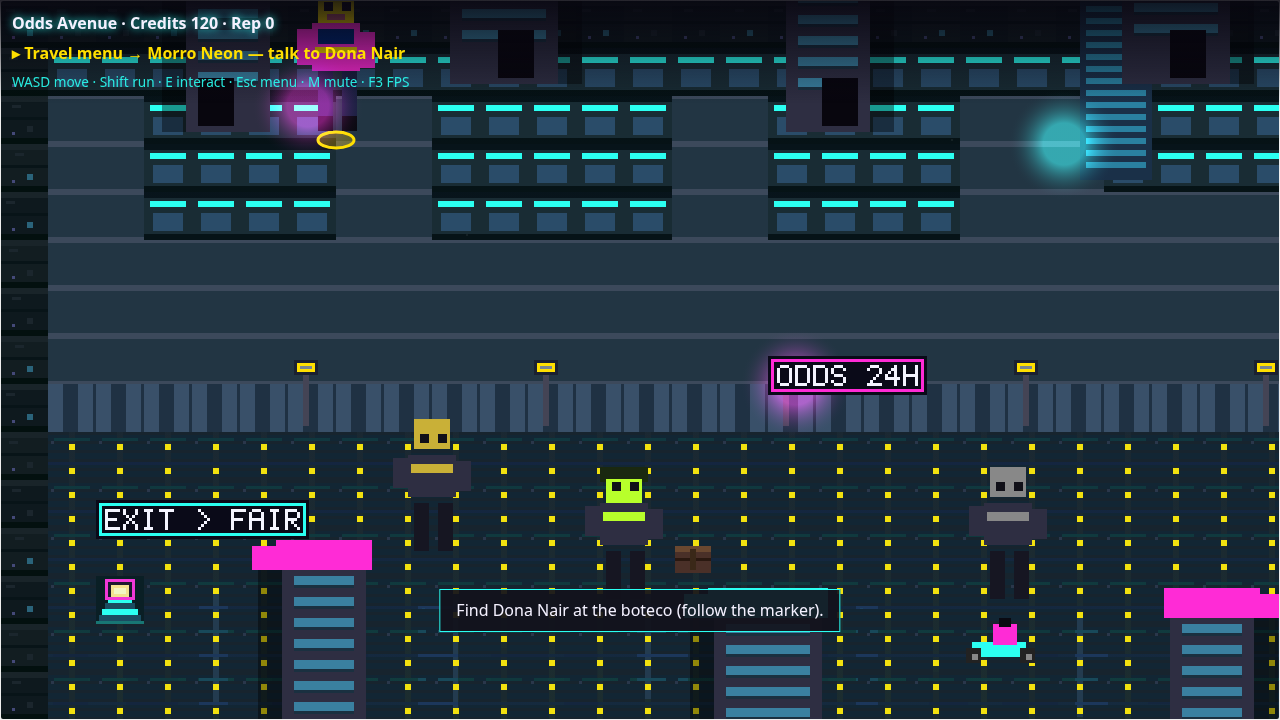 Odds Avenue · Credits 120 · Rep 0
▸ Travel menu → Morro Neon — talk to Dona Nair
WASD move · Shift run · E interact · Esc menu · M mute · F3 FPS
ODDS 24H
EXIT > FAIR
Find Dona Nair at the boteco (follow the marker).